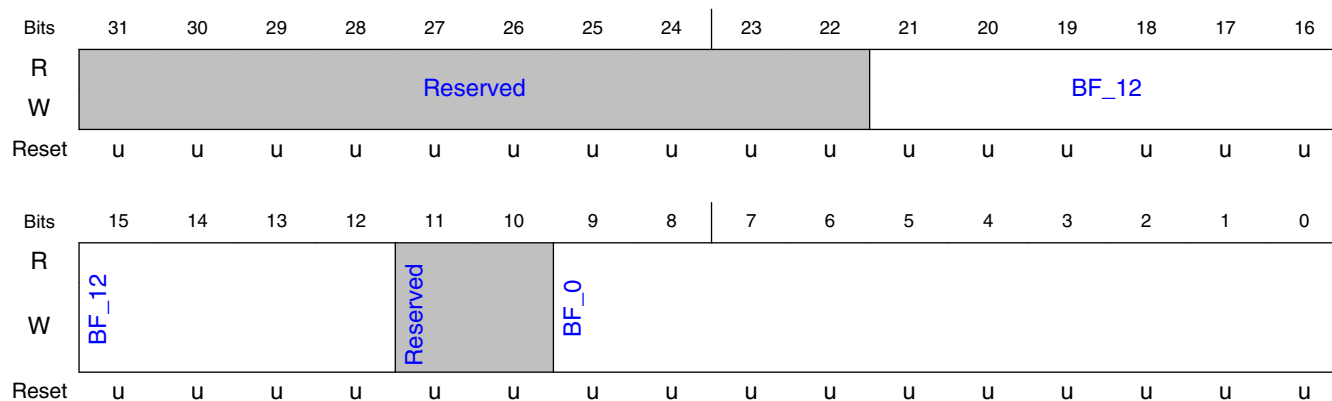 Bits 31 30 29 28 27 26 25 24 23 22 21 20 19 18 17 16
R
Reserved BF_12
W
Reset u u u u u u u u u u u u u u u u
Bits 15 14 13 12 11 10 9 8 7 6 5 4 3 2 1 0
R
BF_12 Reserved BF_0
W
Reset u u u u u u u u u u u u u u u u